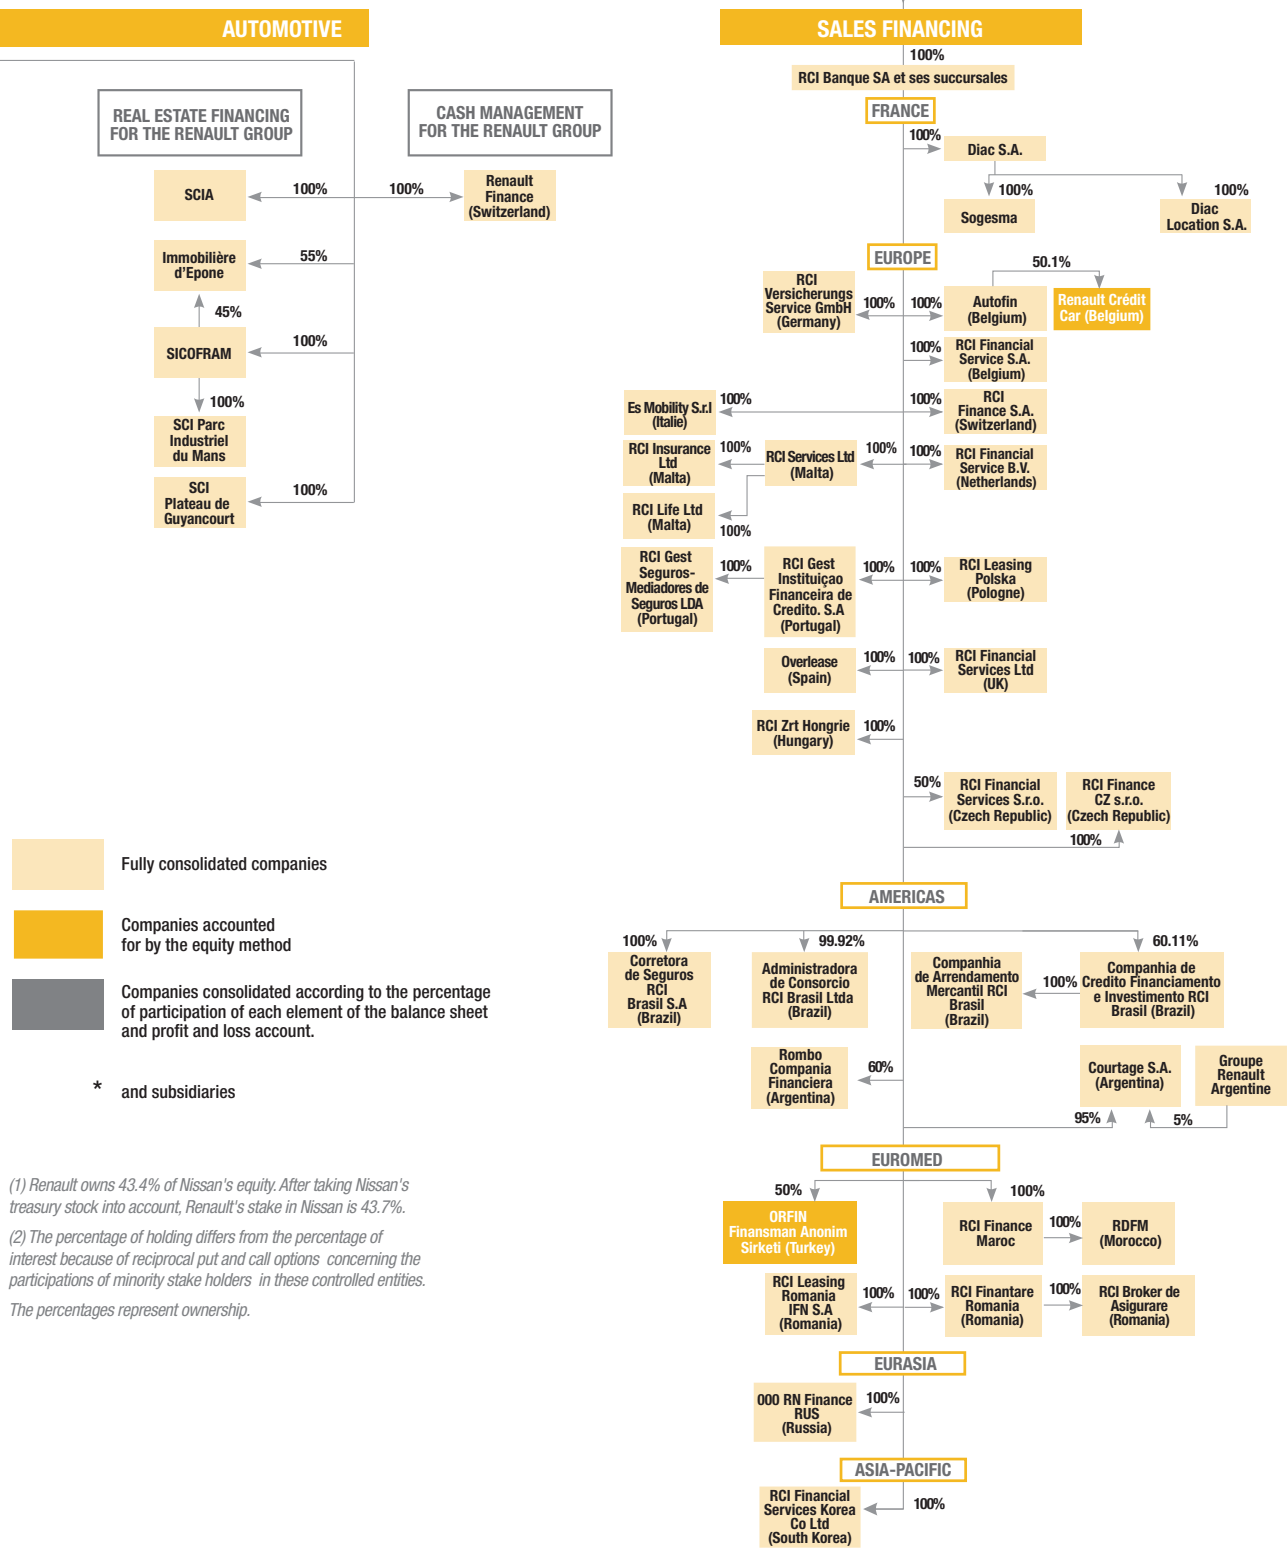 AUTOMOTIVE
REAL ESTATE FINANCING
FOR THE RENAULT GROUP
CASH MANAGEMENT
FOR THE RENAULT GROUP
SCIA
100%
100%
Renault
Finance
(Switzerland)
Immobilière
d'Epone
55%
45%
SICOFRAM
100%
100%
SCI Parc
Industriel
du Mans
SCI
Plateau de
Guyancourt
100%
SALES FINANCING
100%
RCI Banque SA et ses succursales
FRANCE
100%
Diac S.A.
100%
Sogesma
100%
Diac
Location S.A.
EUROPE
50.1%
RCI
Versicherungs
Service GmbH
(Germany)
100%
100%
Autofin
(Belgium)
Renault Crédit
Car (Belgium)
100%
RCI Financial
Service S.A.
(Belgium)
Es Mobility S.r.l
(Italie)
100%
100%
RCI
Finance S.A.
(Switzerland)
RCI Insurance
Ltd
(Malta)
100%
RCI Services Ltd
(Malta)
100%
100%
RCI Financial
Service B.V.
(Netherlands)
RCI Life Ltd
(Malta)
100%
RCI Gest
Seguros-
Mediadores de
Seguros LDA
(Portugal)
100%
RCI Gest
Instituiçao
Financeira de
Credito. S.A
(Portugal)
100%
100%
RCI Leasing
Polska
(Pologne)
Overlease
(Spain)
100%
100%
RCI Financial
Services Ltd
(UK)
RCI Zrt Hongrie
(Hungary)
100%
50%
RCI Financial
Services S.r.o.
(Czech Republic)
RCI Finance
CZ s.r.o.
(Czech Republic)
100%
AMERICAS
100%
Corretora
de Seguros
RCI
Brasil S.A
(Brazil)
99.92%
Administradora
de Consorcio
RCI Brasil Ltda
(Brazil)
Companhia
de Arrendamento
Mercantil RCI
Brasil
(Brazil)
100%
60.11%
Companhia de
Credito Financiamento
e Investimento RCI
Brasil (Brazil)
Rombo
Compania
Financiera
(Argentina)
60%
Courtage S.A.
(Argentina)
Groupe
Renault
Argentine
95%
5%
EUROMED
50%
ORFIN
Finansman Anonim
Sirketi (Turkey)
100%
RCI Finance
Maroc
100%
RDFM
(Morocco)
RCI Leasing
Romania
IFN S.A
(Romania)
100%
100%
RCI Finantare
Romania
(Romania)
100%
RCI Broker de
Asigurare
(Romania)
EURASIA
000 RN Finance
RUS
(Russia)
100%
ASIA-PACIFIC
RCI Financial
Services Korea
Co Ltd
(South Korea)
100%
Fully consolidated companies
Companies accounted
for by the equity method
Companies consolidated according to the percentage
of participation of each element of the balance sheet
and profit and loss account.
* and subsidiaries
(1) Renault owns 43.4% of Nissan's equity. After taking Nissan's
treasury stock into account, Renault's stake in Nissan is 43.7%.
(2) The percentage of holding differs from the percentage of
interest because of reciprocal put and call options concerning the
participations of minority stake holders in these controlled entities.
The percentages represent ownership.